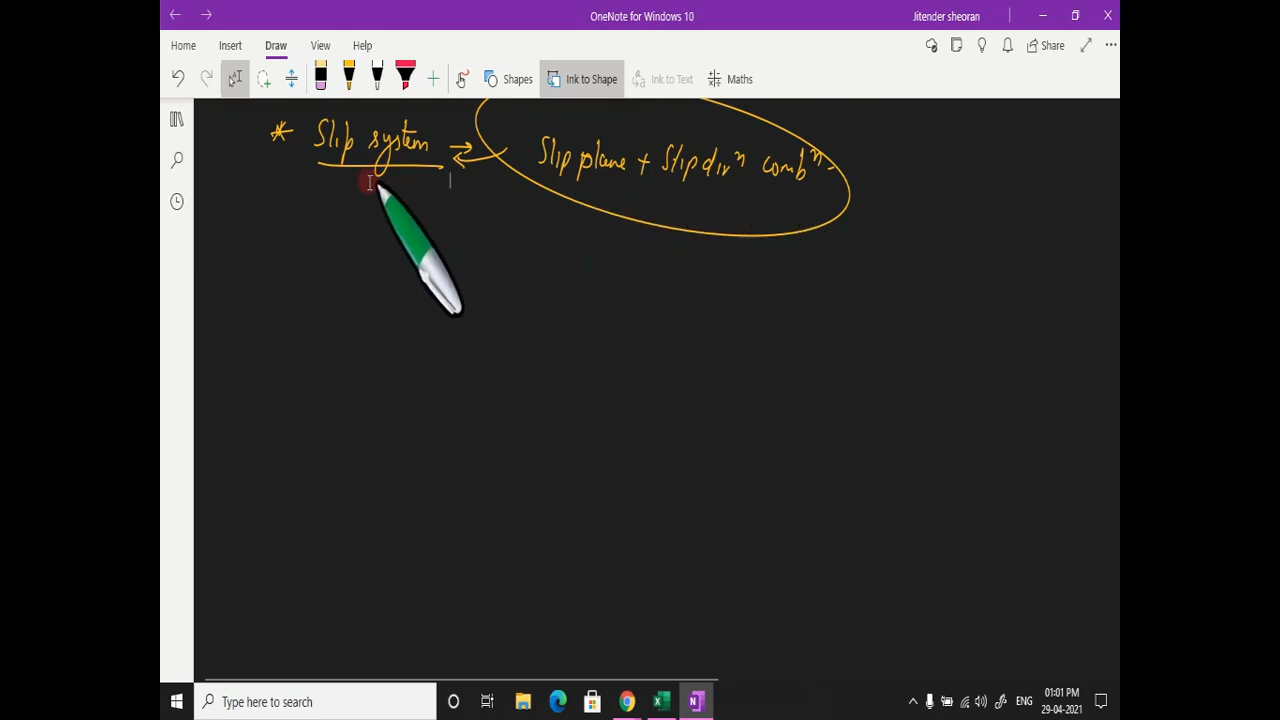 OneNote for Windows 10
Jitender sheoran
Home Insert Draw View Help
Share
Shapes Ink to Shape Ink to Text Maths
* Slip system ⇌ Slip plane + Slip dirⁿ combⁿ
Type here to search
ENG
01:01 PM
29-04-2021